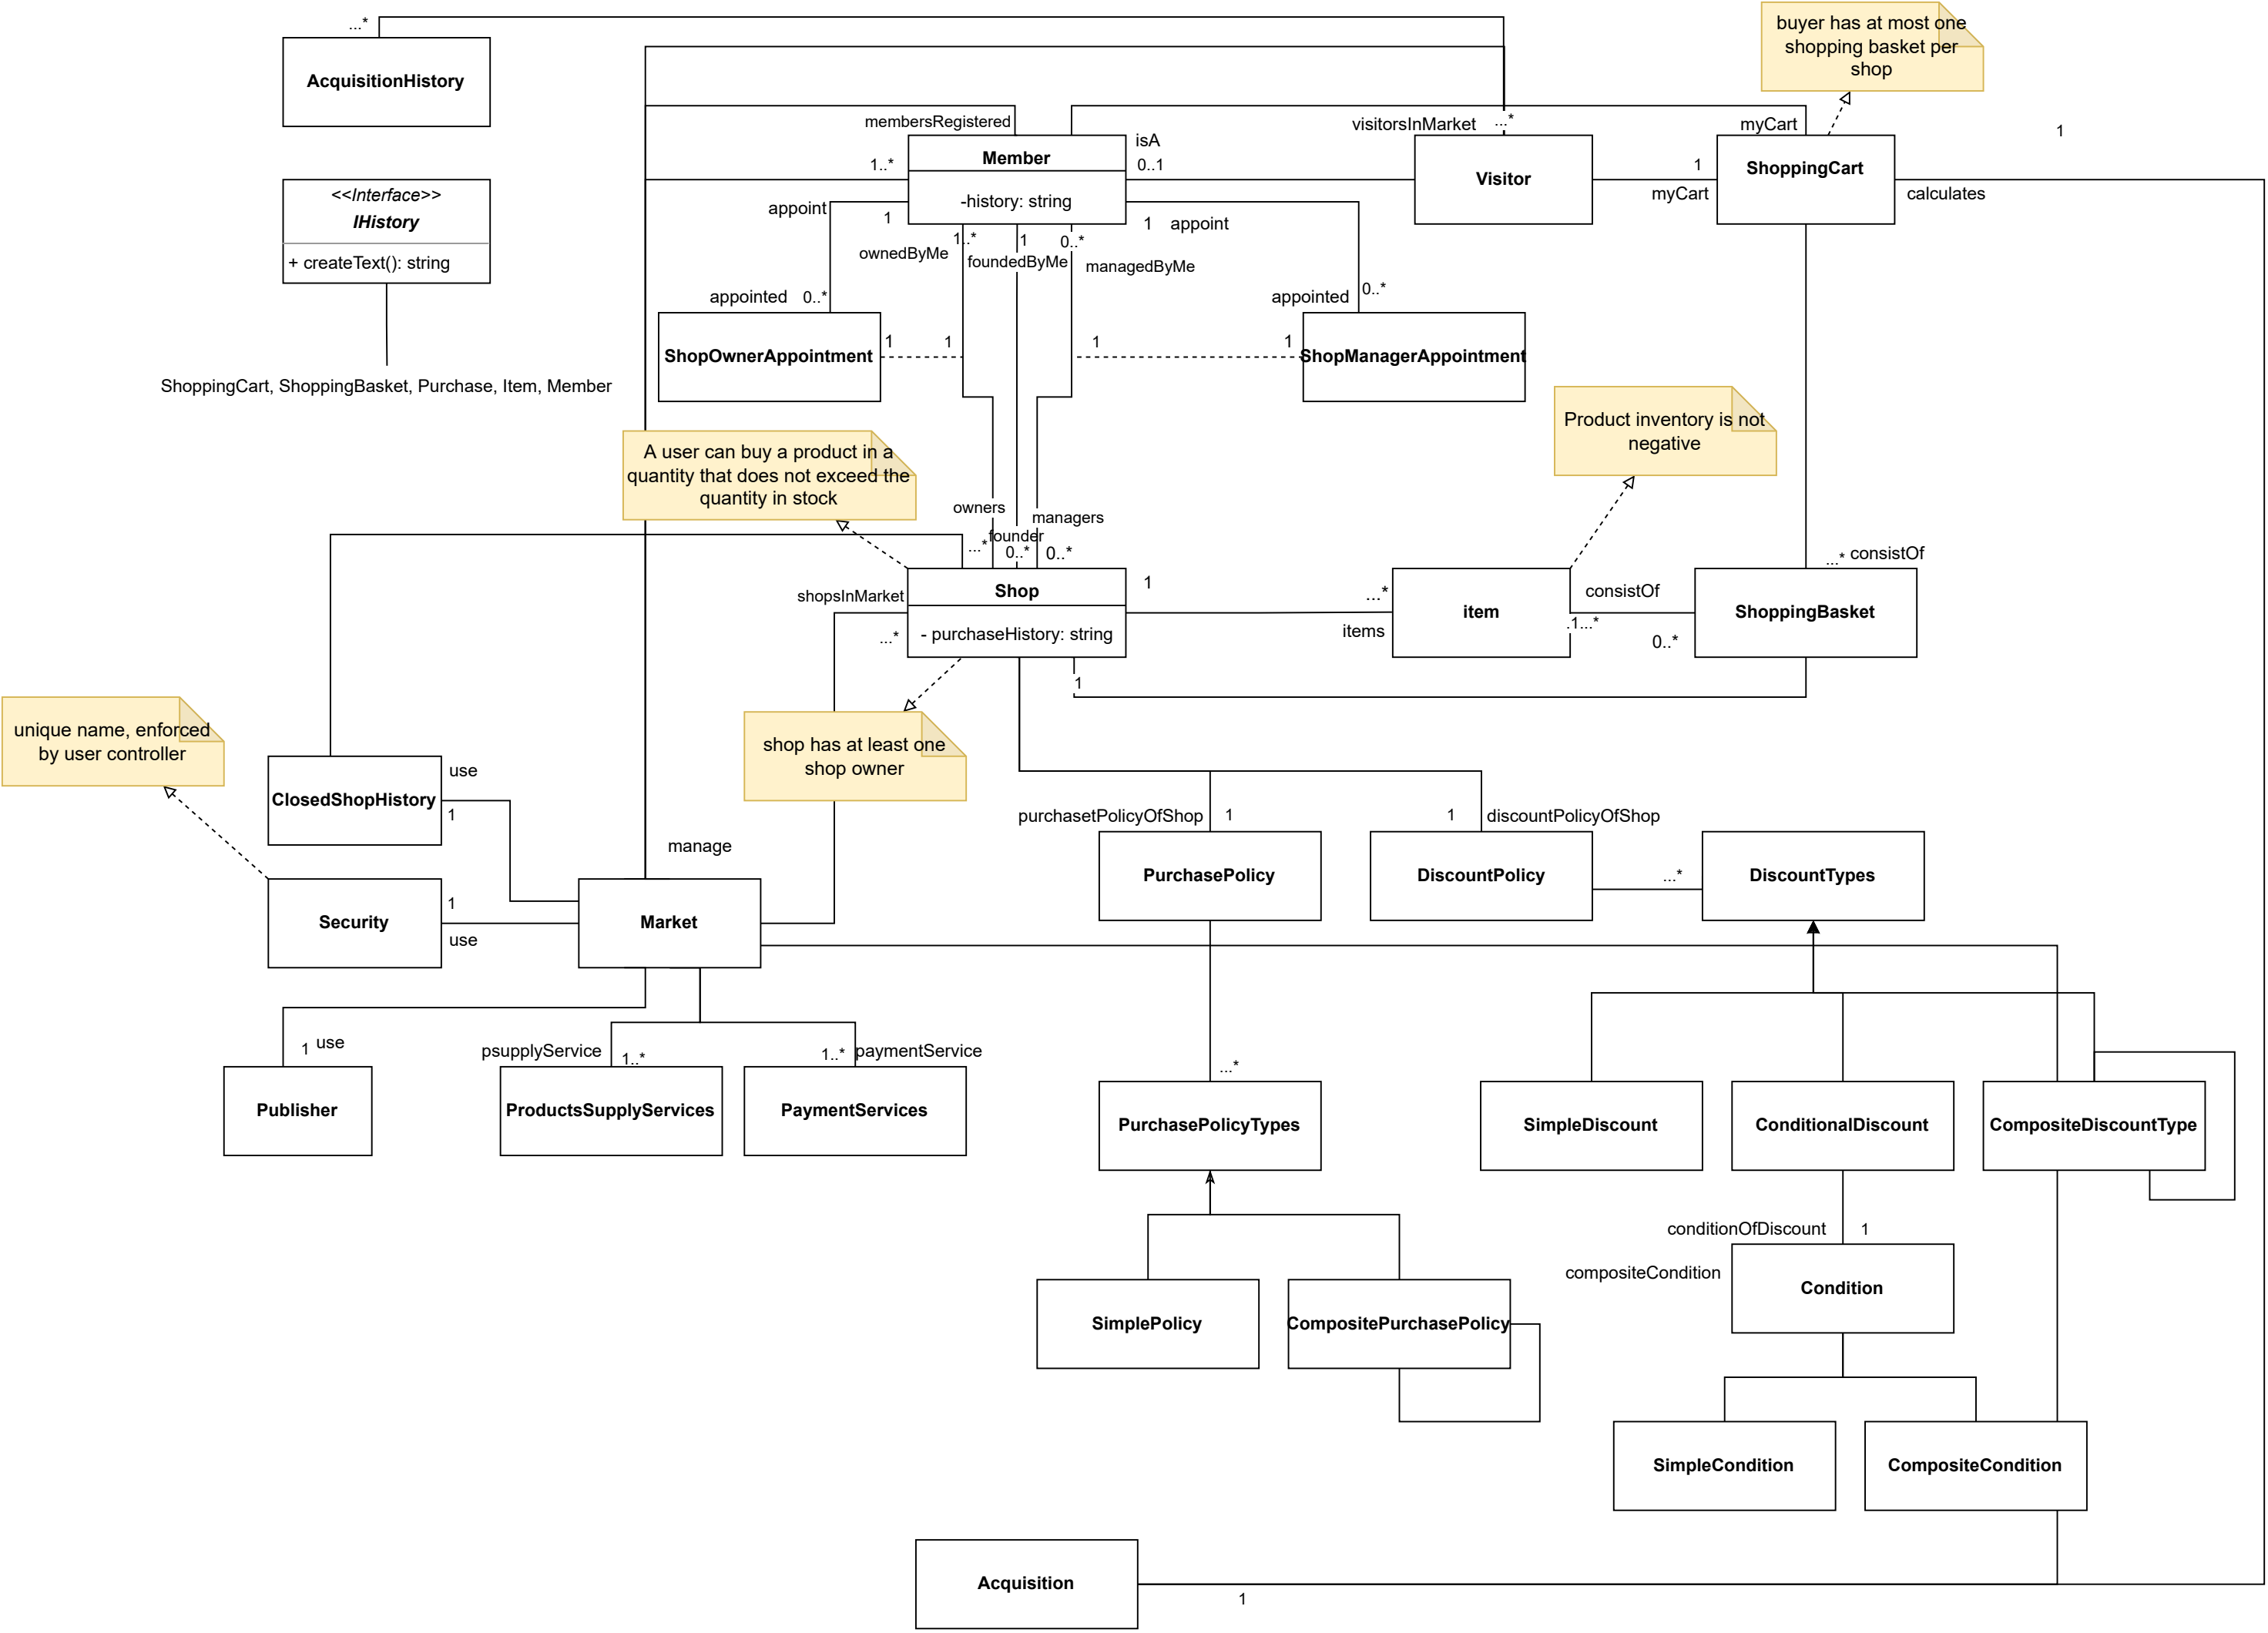 ...*
buyer has at most one
shopping basket per
shop
AcquisitionHistory
membersRegistered
visitorsInMarket
...*
myCart
1
isA
Member
1..*
0..1
Visitor
1
ShoppingCart
<<Interface>>
IHistory
-history: string
myCart
calculates
appoint
1
1
appoint
+ createText(): string
ownedByMe
1..*
1
0..*
foundedByMe
managedByMe
appointed
0..*
appointed
0..*
ShopOwnerAppointment
1
1
1
1
ShopManagerAppointment
ShoppingCart, ShoppingBasket, Purchase, Item, Member
A user can buy a product in a
quantity that does not exceed the
quantity in stock
Product inventory is not
negative
owners
managers
founder
...*
0..*
0..*
...*
consistOf
shopsInMarket
Shop
1
...*
item
consistOf
ShoppingBasket
...*
- purchaseHistory: string
items
.1...*
0..*
1
unique name, enforced
by user controller
shop has at least one
shop owner
ClosedShopHistory
use
1
purchasetPolicyOfShop
1
1
discountPolicyOfShop
manage
PurchasePolicy
DiscountPolicy
...*
DiscountTypes
Security
1
use
Market
1
use
psupplyService
1..*
1..*
paymentService
...*
Publisher
ProductsSupplyServices
PaymentServices
PurchasePolicyTypes
SimpleDiscount
ConditionalDiscount
CompositeDiscountType
conditionOfDiscount
1
compositeCondition
Condition
SimplePolicy
CompositePurchasePolicy
SimpleCondition
CompositeCondition
Acquisition
1